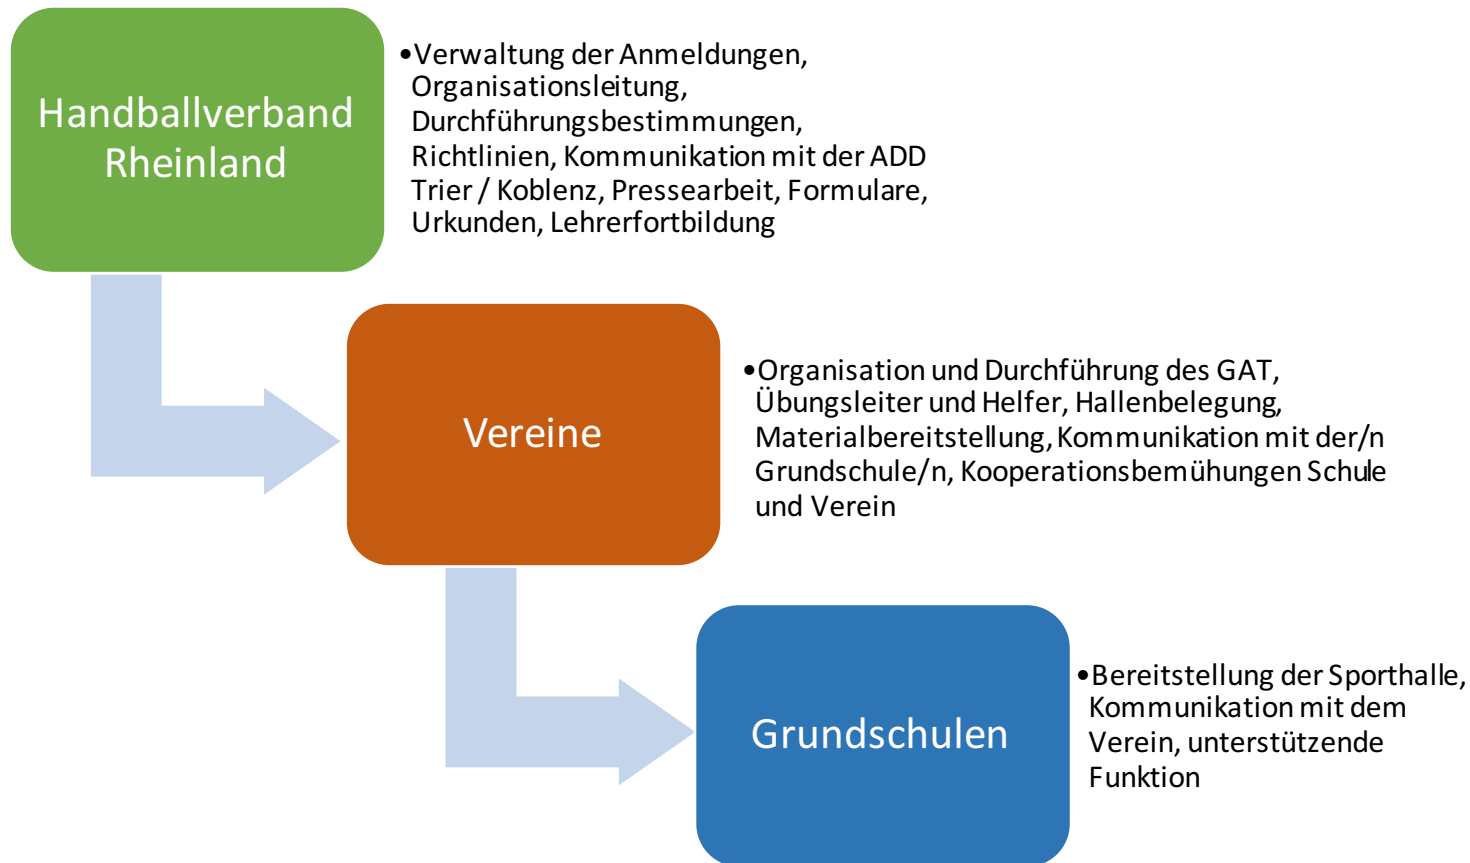 Handballverband
Rheinland
•Verwaltung der Anmeldungen,
Organisationsleitung,
Durchführungsbestimmungen,
Richtlinien, Kommunikation mit der ADD
Trier / Koblenz, Pressearbeit, Formulare,
Urkunden, Lehrerfortbildung
Vereine
•Organisation und Durchführung des GAT,
Übungsleiter und Helfer, Hallenbelegung,
Materialbereitstellung, Kommunikation mit der/n
Grundschule/n, Kooperationsbemühungen Schule
und Verein
Grundschulen
•Bereitstellung der Sporthalle,
Kommunikation mit dem
Verein, unterstützende
Funktion